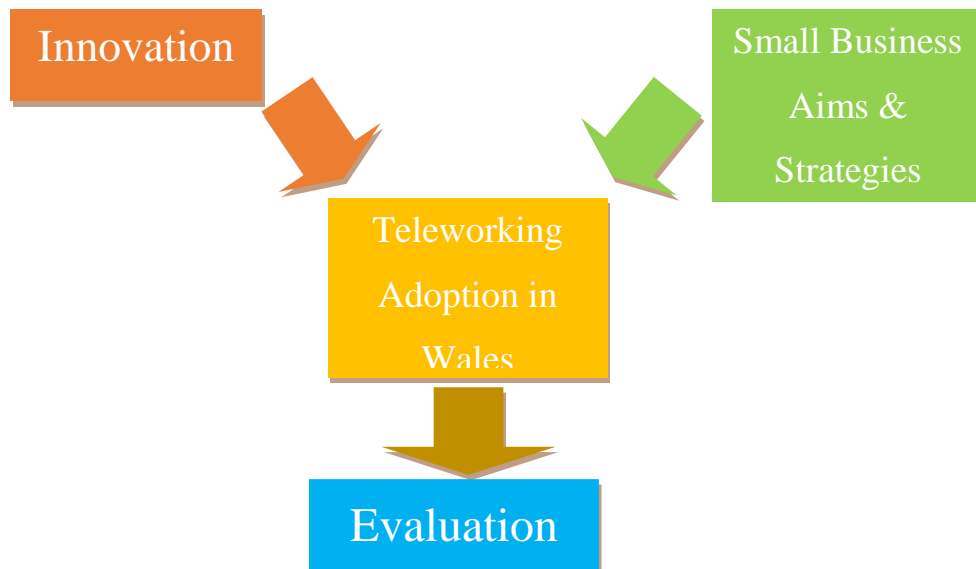 Innovation
Small Business
Aims &
Strategies
Teleworking
Adoption in
Wales
Evaluation